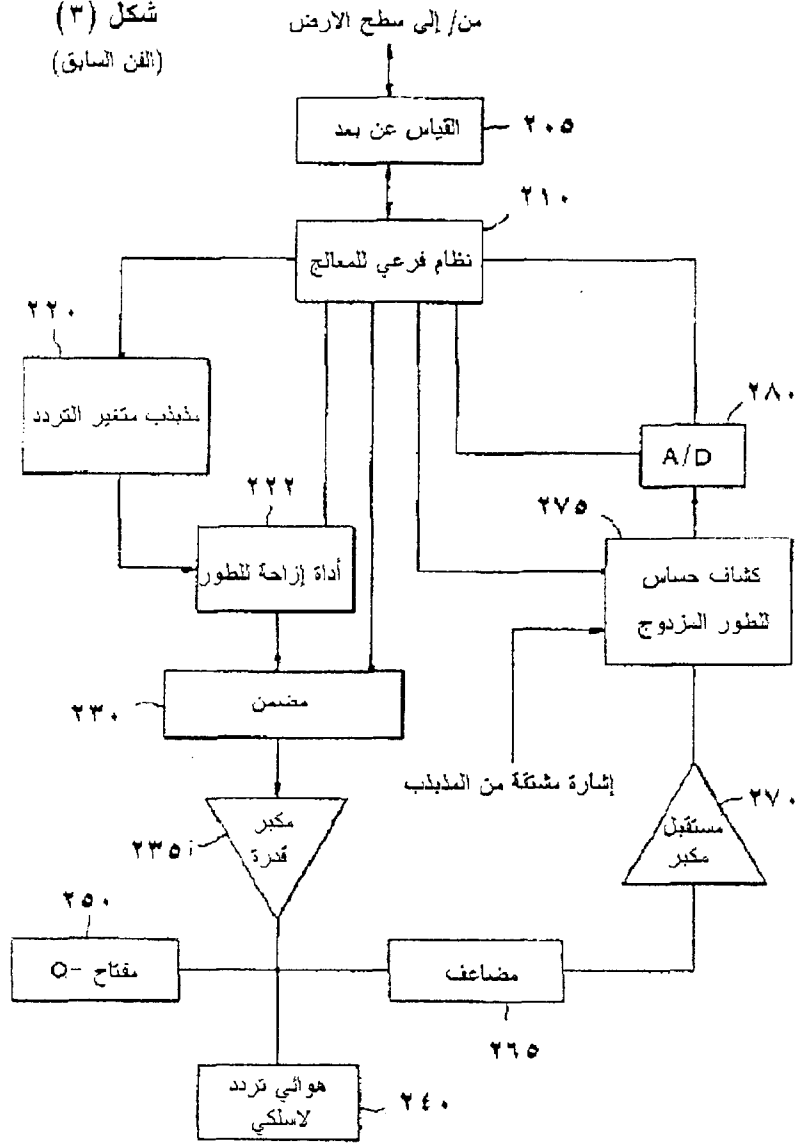 شكل (٣)
(الفن السابق)
من/ إلى سطح الارض
القياس عن بعد
٢٠٥
٢١٠
نظام فرعي للمعالج
٢٢٠
مذبذب متغير التردد
٢٨٠
A/D
٢٢٢
أداة إزاحة للطور
٢٧٥
كشاف حساس
للطور المزدوج
مضمن
٢٣٠
إشارة مشتقة من المذبذب
مكبر
قدرة
٢٣٥
٢٧٠
مستقبل
مكبر
٢٥٠
مفتاح -Q
مضاعف
٢٦٥
هوائي تردد
لاسلكي
٢٤٠